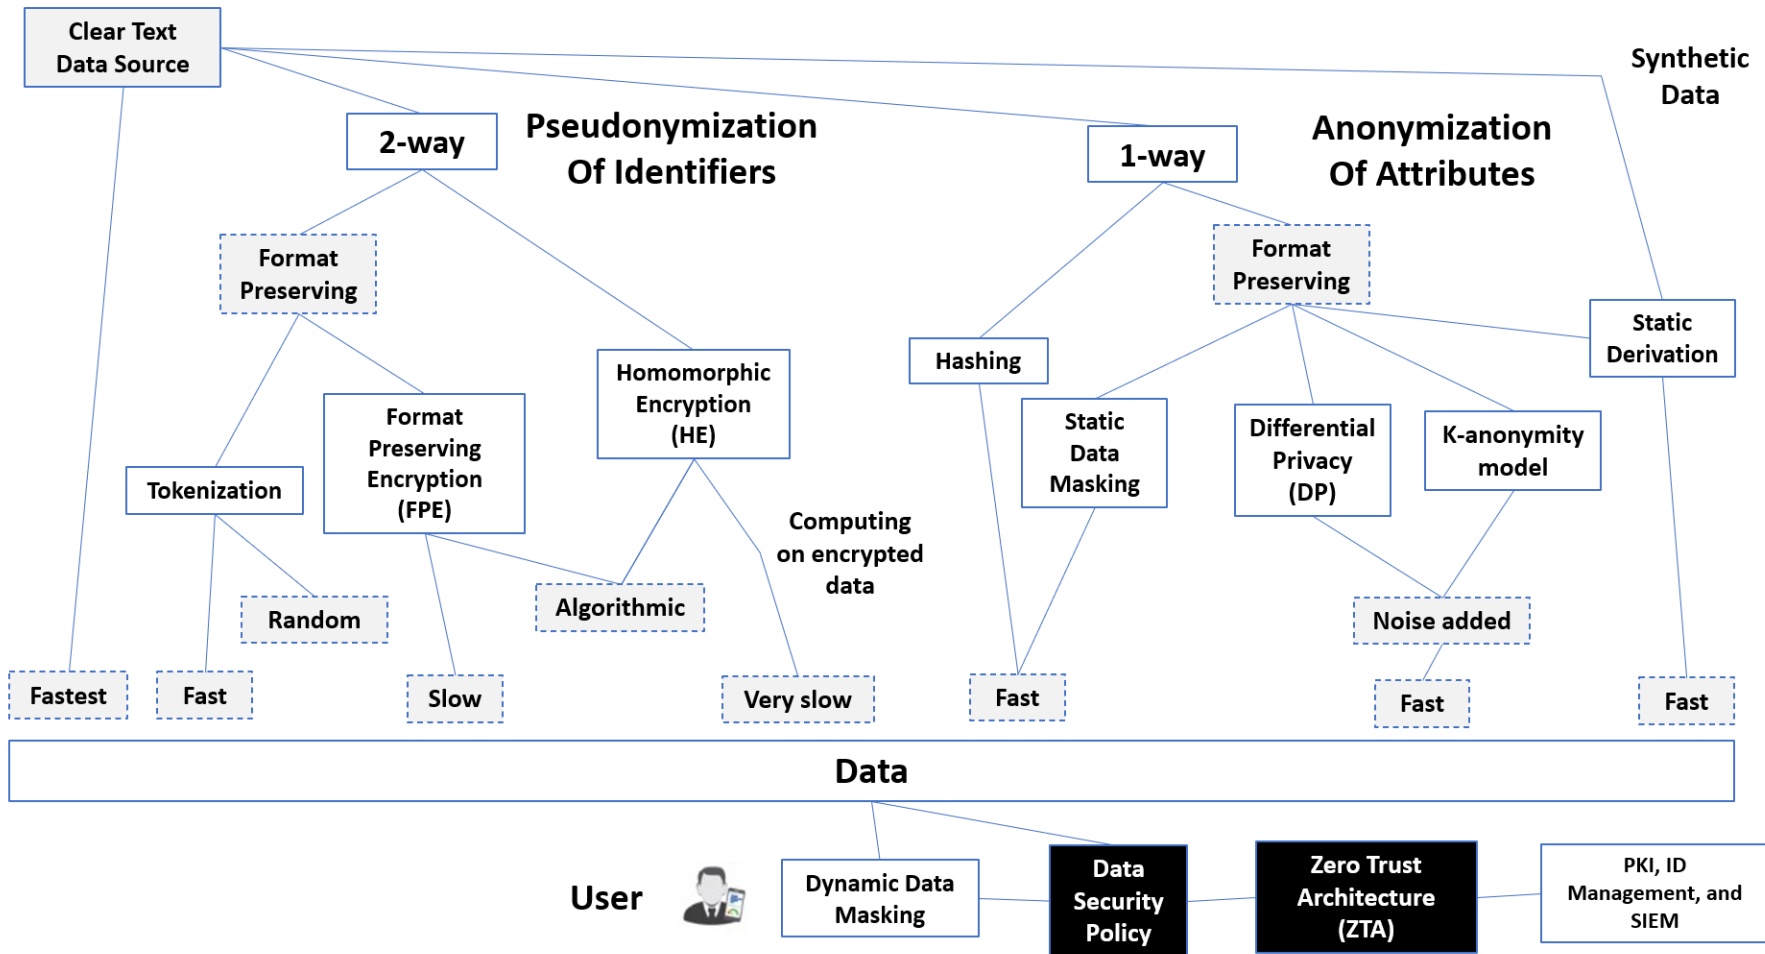 Clear Text
Data Source
Synthetic
Data
2-way
Pseudonymization
Of Identifiers
1-way
Anonymization
Of Attributes
Format
Preserving
Format
Preserving
Static
Derivation
Hashing
Homomorphic
Encryption
(HE)
Format
Preserving
Encryption
(FPE)
Static
Data
Masking
Differential
Privacy
(DP)
K-anonymity
model
Tokenization
Computing
on encrypted
data
Random
Algorithmic
Noise added
Fastest
Fast
Slow
Very slow
Fast
Fast
Fast
Data
User
Dynamic Data
Masking
Data
Security
Policy
Zero Trust
Architecture
(ZTA)
PKI, ID
Management, and
SIEM